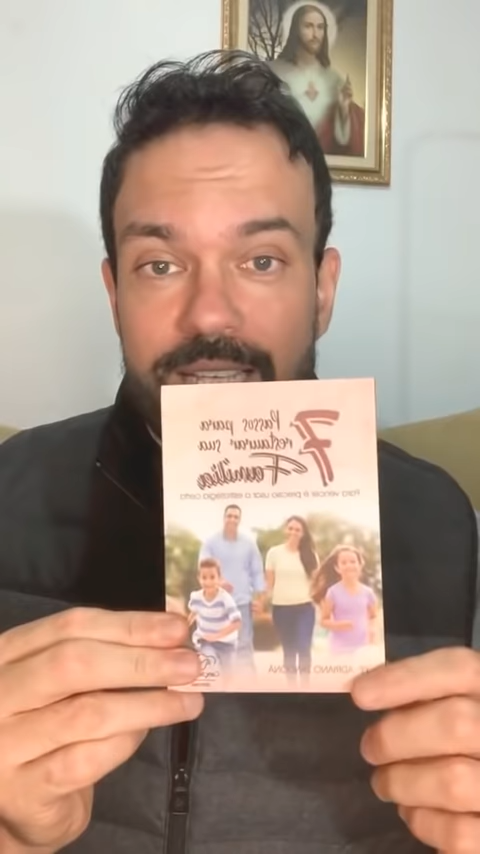 7 Passos para
restaurar sua
Família
Para vencer é preciso usar a estratégia certa
ADRIANO ZANDONÁ